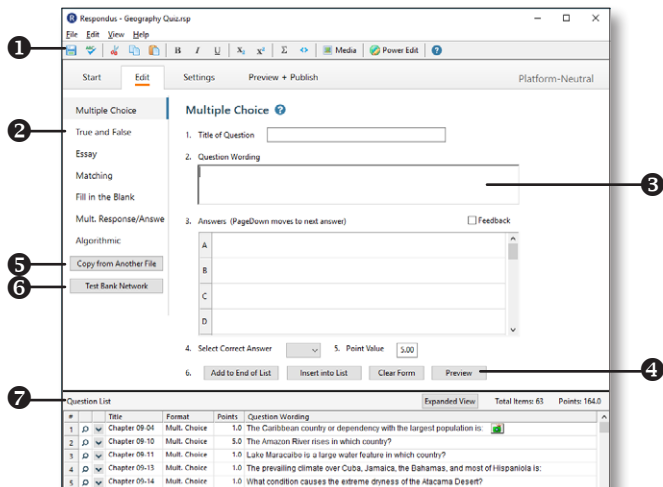 Respondus - Geography Quiz.rsp
File Edit View Help
B I U X₂ X² Σ <> Media Power Edit ?
Start Edit Settings Preview + Publish Platform-Neutral
1
2
3
4
5
6
7
Multiple Choice
True and False
Essay
Matching
Fill in the Blank
Mult. Response/Answe
Algorithmic
Copy from Another File
Test Bank Network
Multiple Choice ?
1. Title of Question
2. Question Wording
3. Answers (PageDown moves to next answer) Feedback
A
B
C
D
4. Select Correct Answer 5. Point Value 5.00
6. Add to End of List Insert into List Clear Form Preview
Question List Expanded View Total Items: 63 Points: 164.0
# Title Format Points Question Wording
1 Chapter 09-04 Mult. Choice 1.0 The Caribbean country or dependency with the largest population is:
2 Chapter 09-10 Mult. Choice 5.0 The Amazon River rises in which country?
3 Chapter 09-11 Mult. Choice 1.0 Lake Maracaibo is a large water feature in which country?
4 Chapter 09-13 Mult. Choice 1.0 The prevailing climate over Cuba, Jamaica, the Bahamas, and most of Hispaniola is:
5 Chapter 09-14 Mult. Choice 1.0 What condition causes the extreme dryness of the Atacama Desert?